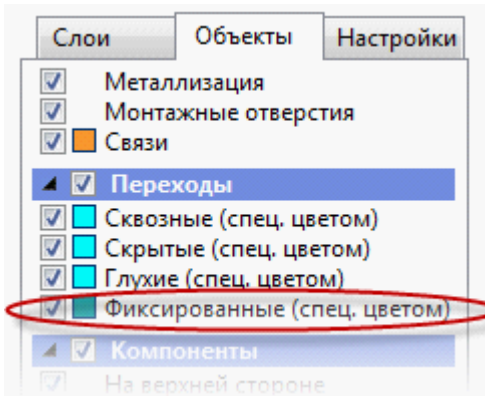 Слои Объекты Настройки
Металлизация
Монтажные отверстия
Связи
Переходы
Сквозные (спец. цветом)
Скрытые (спец. цветом)
Глухие (спец. цветом)
Фиксированные (спец. цветом)
Компоненты
На верхней стороне